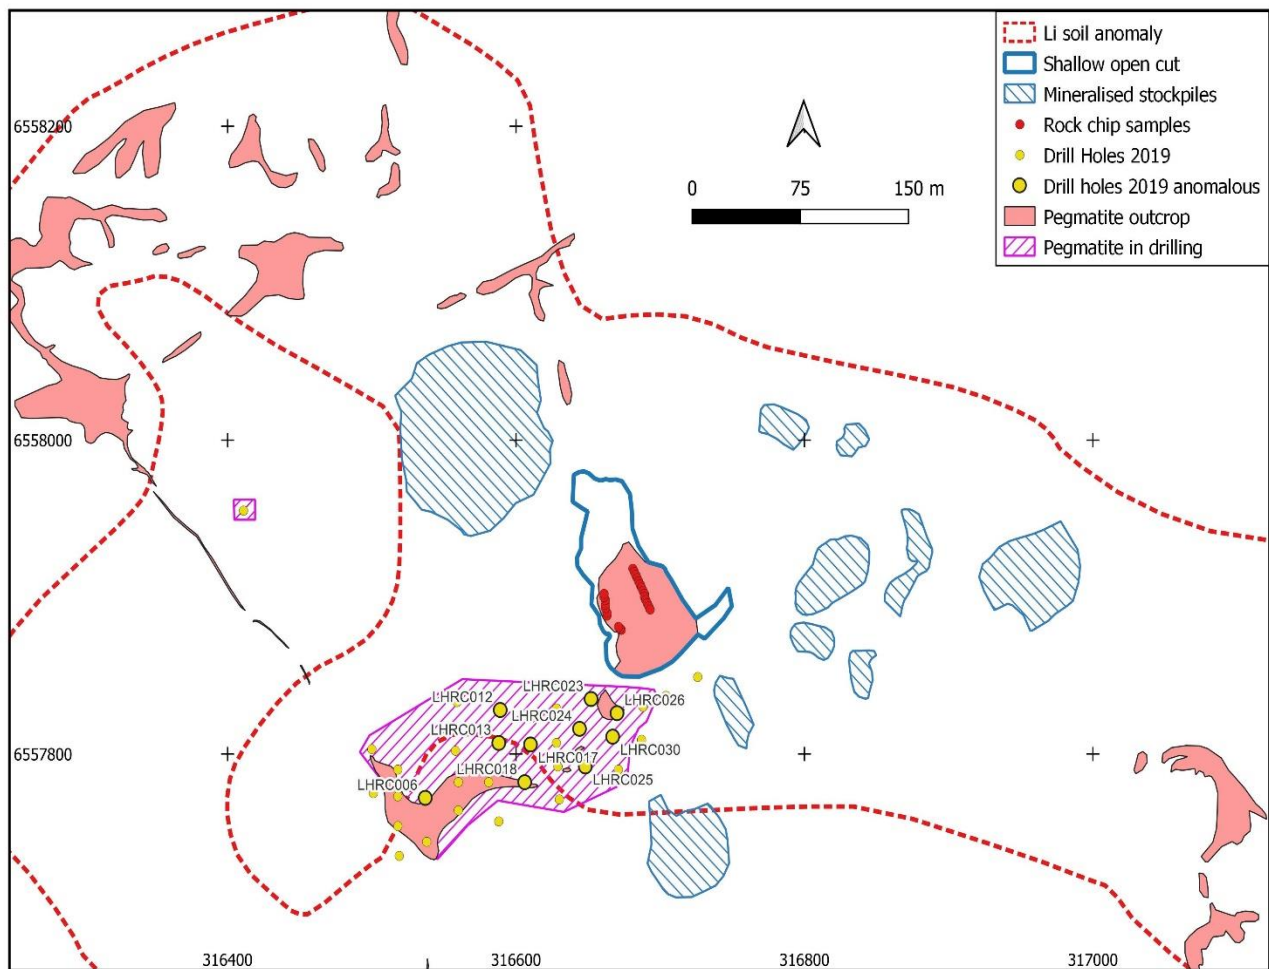 Li soil anomaly
Shallow open cut
Mineralised stockpiles
Rock chip samples
Drill Holes 2019
Drill holes 2019 anomalous
Pegmatite outcrop
Pegmatite in drilling
6558200
0 75 150 m
6558000
LHRC023
LHRC012
LHRC026
LHRC024
LHRC013
LHRC030
6557800
LHRC017
LHRC018
LHRC025
LHRC006
316400 316600 316800 317000